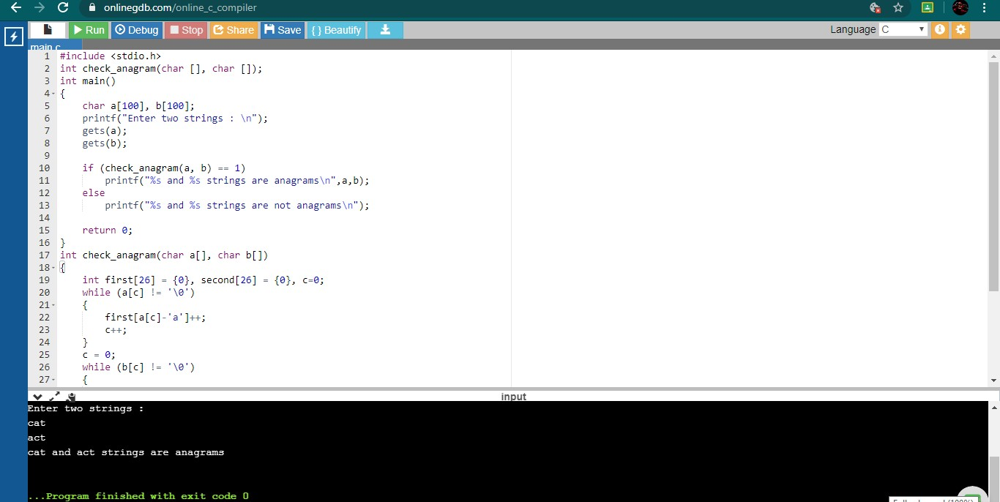 onlinegdb.com/online_c_compiler
Run Debug Stop Share Save { } Beautify Language C
main.c
1 #include <stdio.h>
2 int check_anagram(char [], char []);
3 int main()
4 {
5 char a[100], b[100];
6 printf("Enter two strings : \n");
7 gets(a);
8 gets(b);
9
10 if (check_anagram(a, b) == 1)
11 printf("%s and %s strings are anagrams\n",a,b);
12 else
13 printf("%s and %s strings are not anagrams\n");
14
15 return 0;
16 }
17 int check_anagram(char a[], char b[])
18 {
19 int first[26] = {0}, second[26] = {0}, c=0;
20 while (a[c] != '\0')
21 {
22 first[a[c]-'a']++;
23 c++;
24 }
25 c = 0;
26 while (b[c] != '\0')
27 {
input
Enter two strings :
cat
act
cat and act strings are anagrams
...Program finished with exit code 0